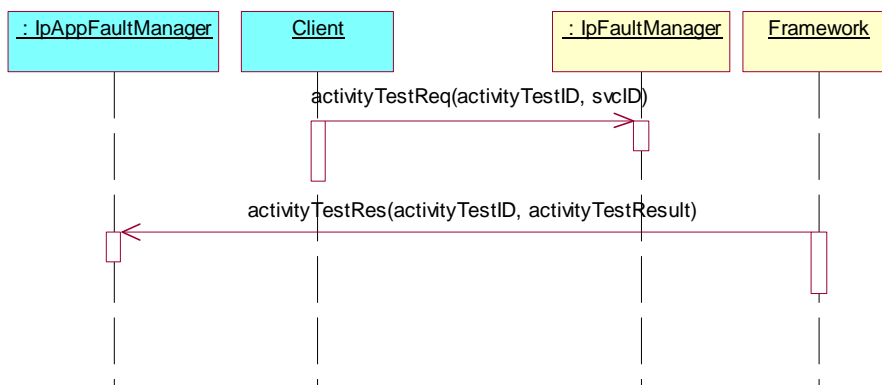 : IpAppFaultManager
Client
: IpFaultManager
Framework
activityTestReq(activityTestID, svcID)
activityTestRes(activityTestID, activityTestResult)